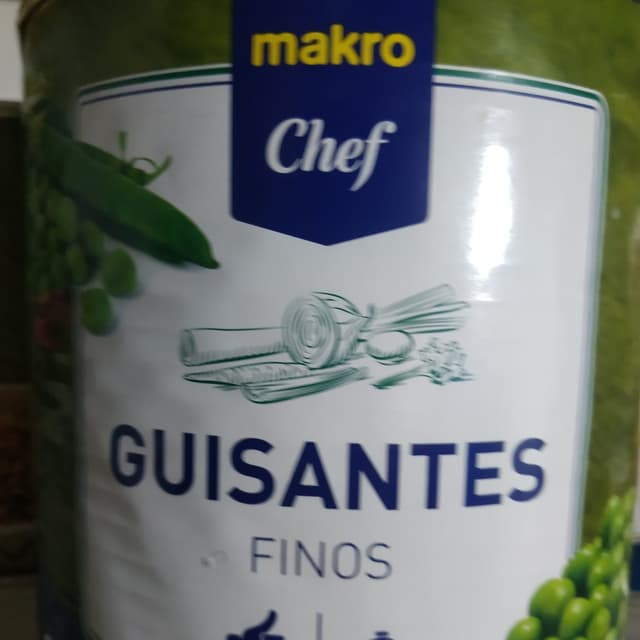 makro
Chef
GUISANTES
FINOS